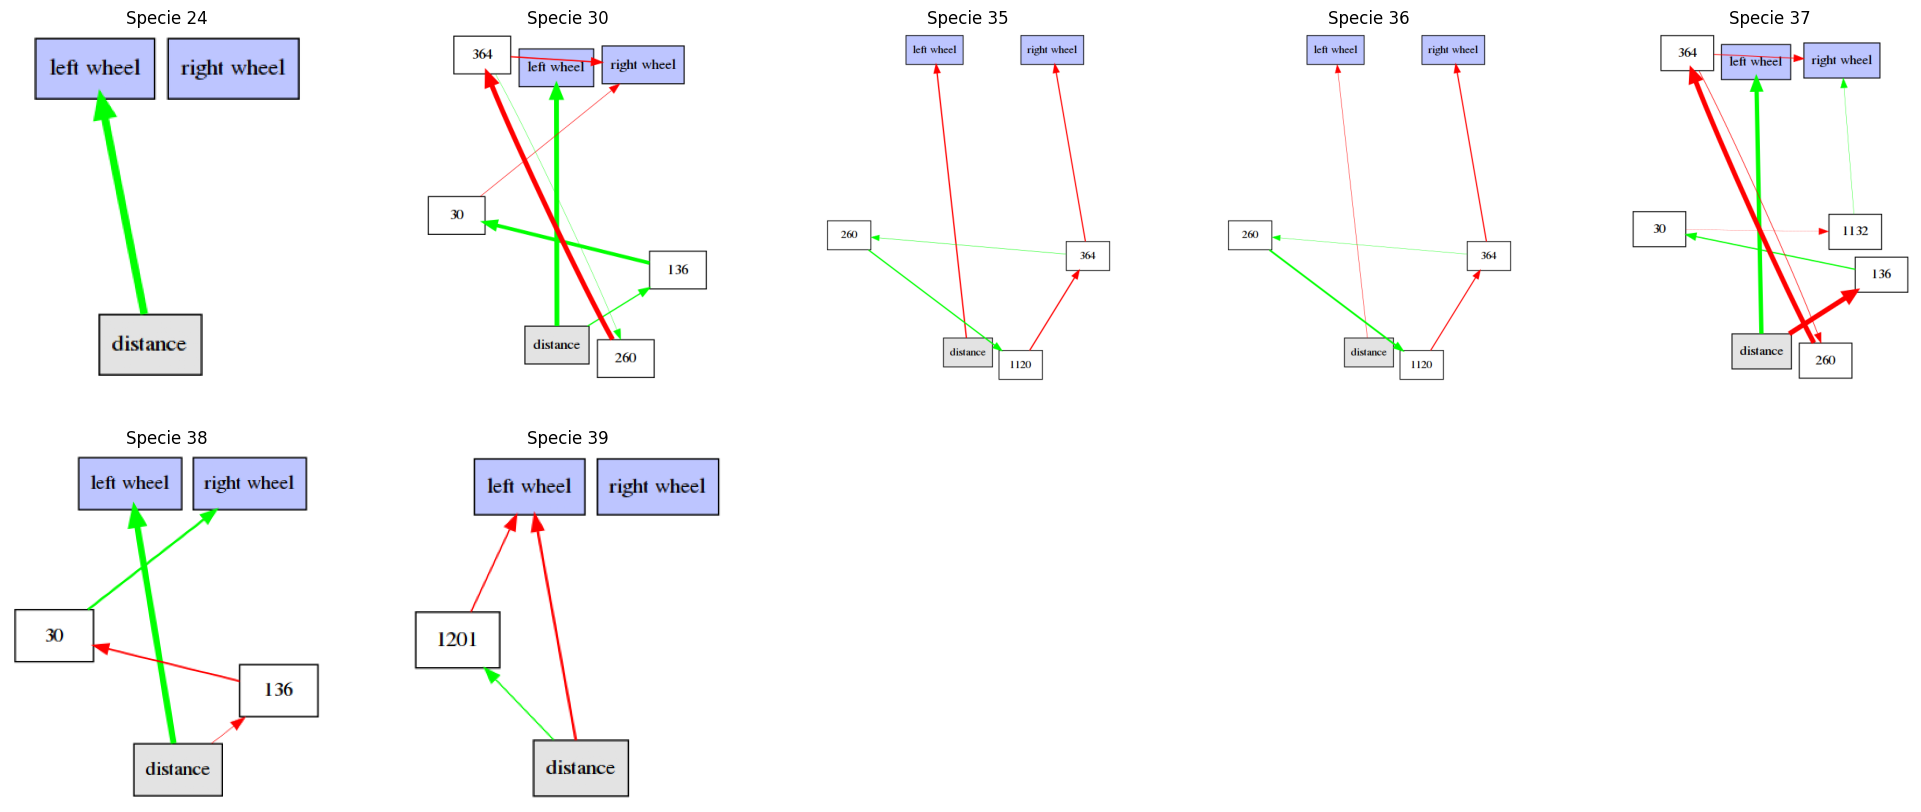 Specie 24
left wheel
right wheel
distance
Specie 30
364
left wheel
right wheel
30
136
distance
260
Specie 35
left wheel
right wheel
260
364
distance
1120
Specie 36
left wheel
right wheel
260
364
distance
1120
Specie 37
364
left wheel
right wheel
30
1132
136
distance
260
Specie 38
left wheel
right wheel
30
136
distance
Specie 39
left wheel
right wheel
1201
distance